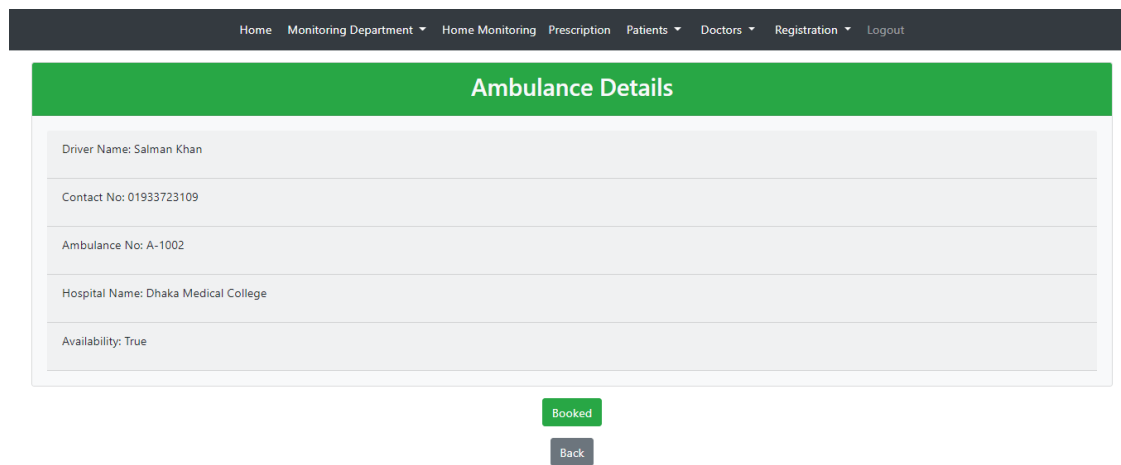 Home Monitoring Department Home Monitoring Prescription Patients Doctors Registration Logout
Ambulance Details
Driver Name: Salman Khan
Contact No: 01933723109
Ambulance No: A-1002
Hospital Name: Dhaka Medical College
Availability: True
Booked
Back